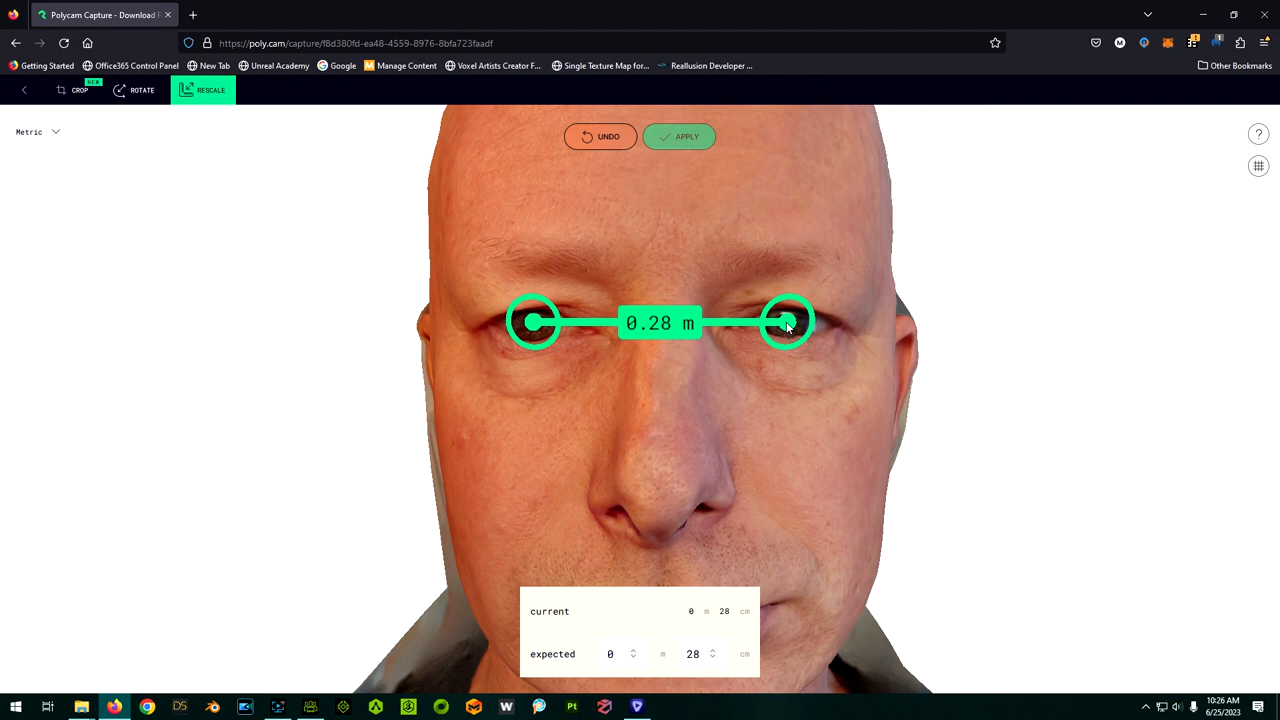 Polycam Capture - Download F
https://poly.cam/capture/f8d380fd-ea48-4559-8976-8bfa723faadf
Getting Started Office365 Control Panel New Tab Unreal Academy Google Manage Content Voxel Artists Creator F... Single Texture Map for... Reallusion Developer ... Other Bookmarks
NEW
CROP ROTATE RESCALE
Metric UNDO APPLY ?
0.28 m
current 0 m 28 cm
expected 0 m 28 cm
DS W Pt
10:26 AM
6/25/2023